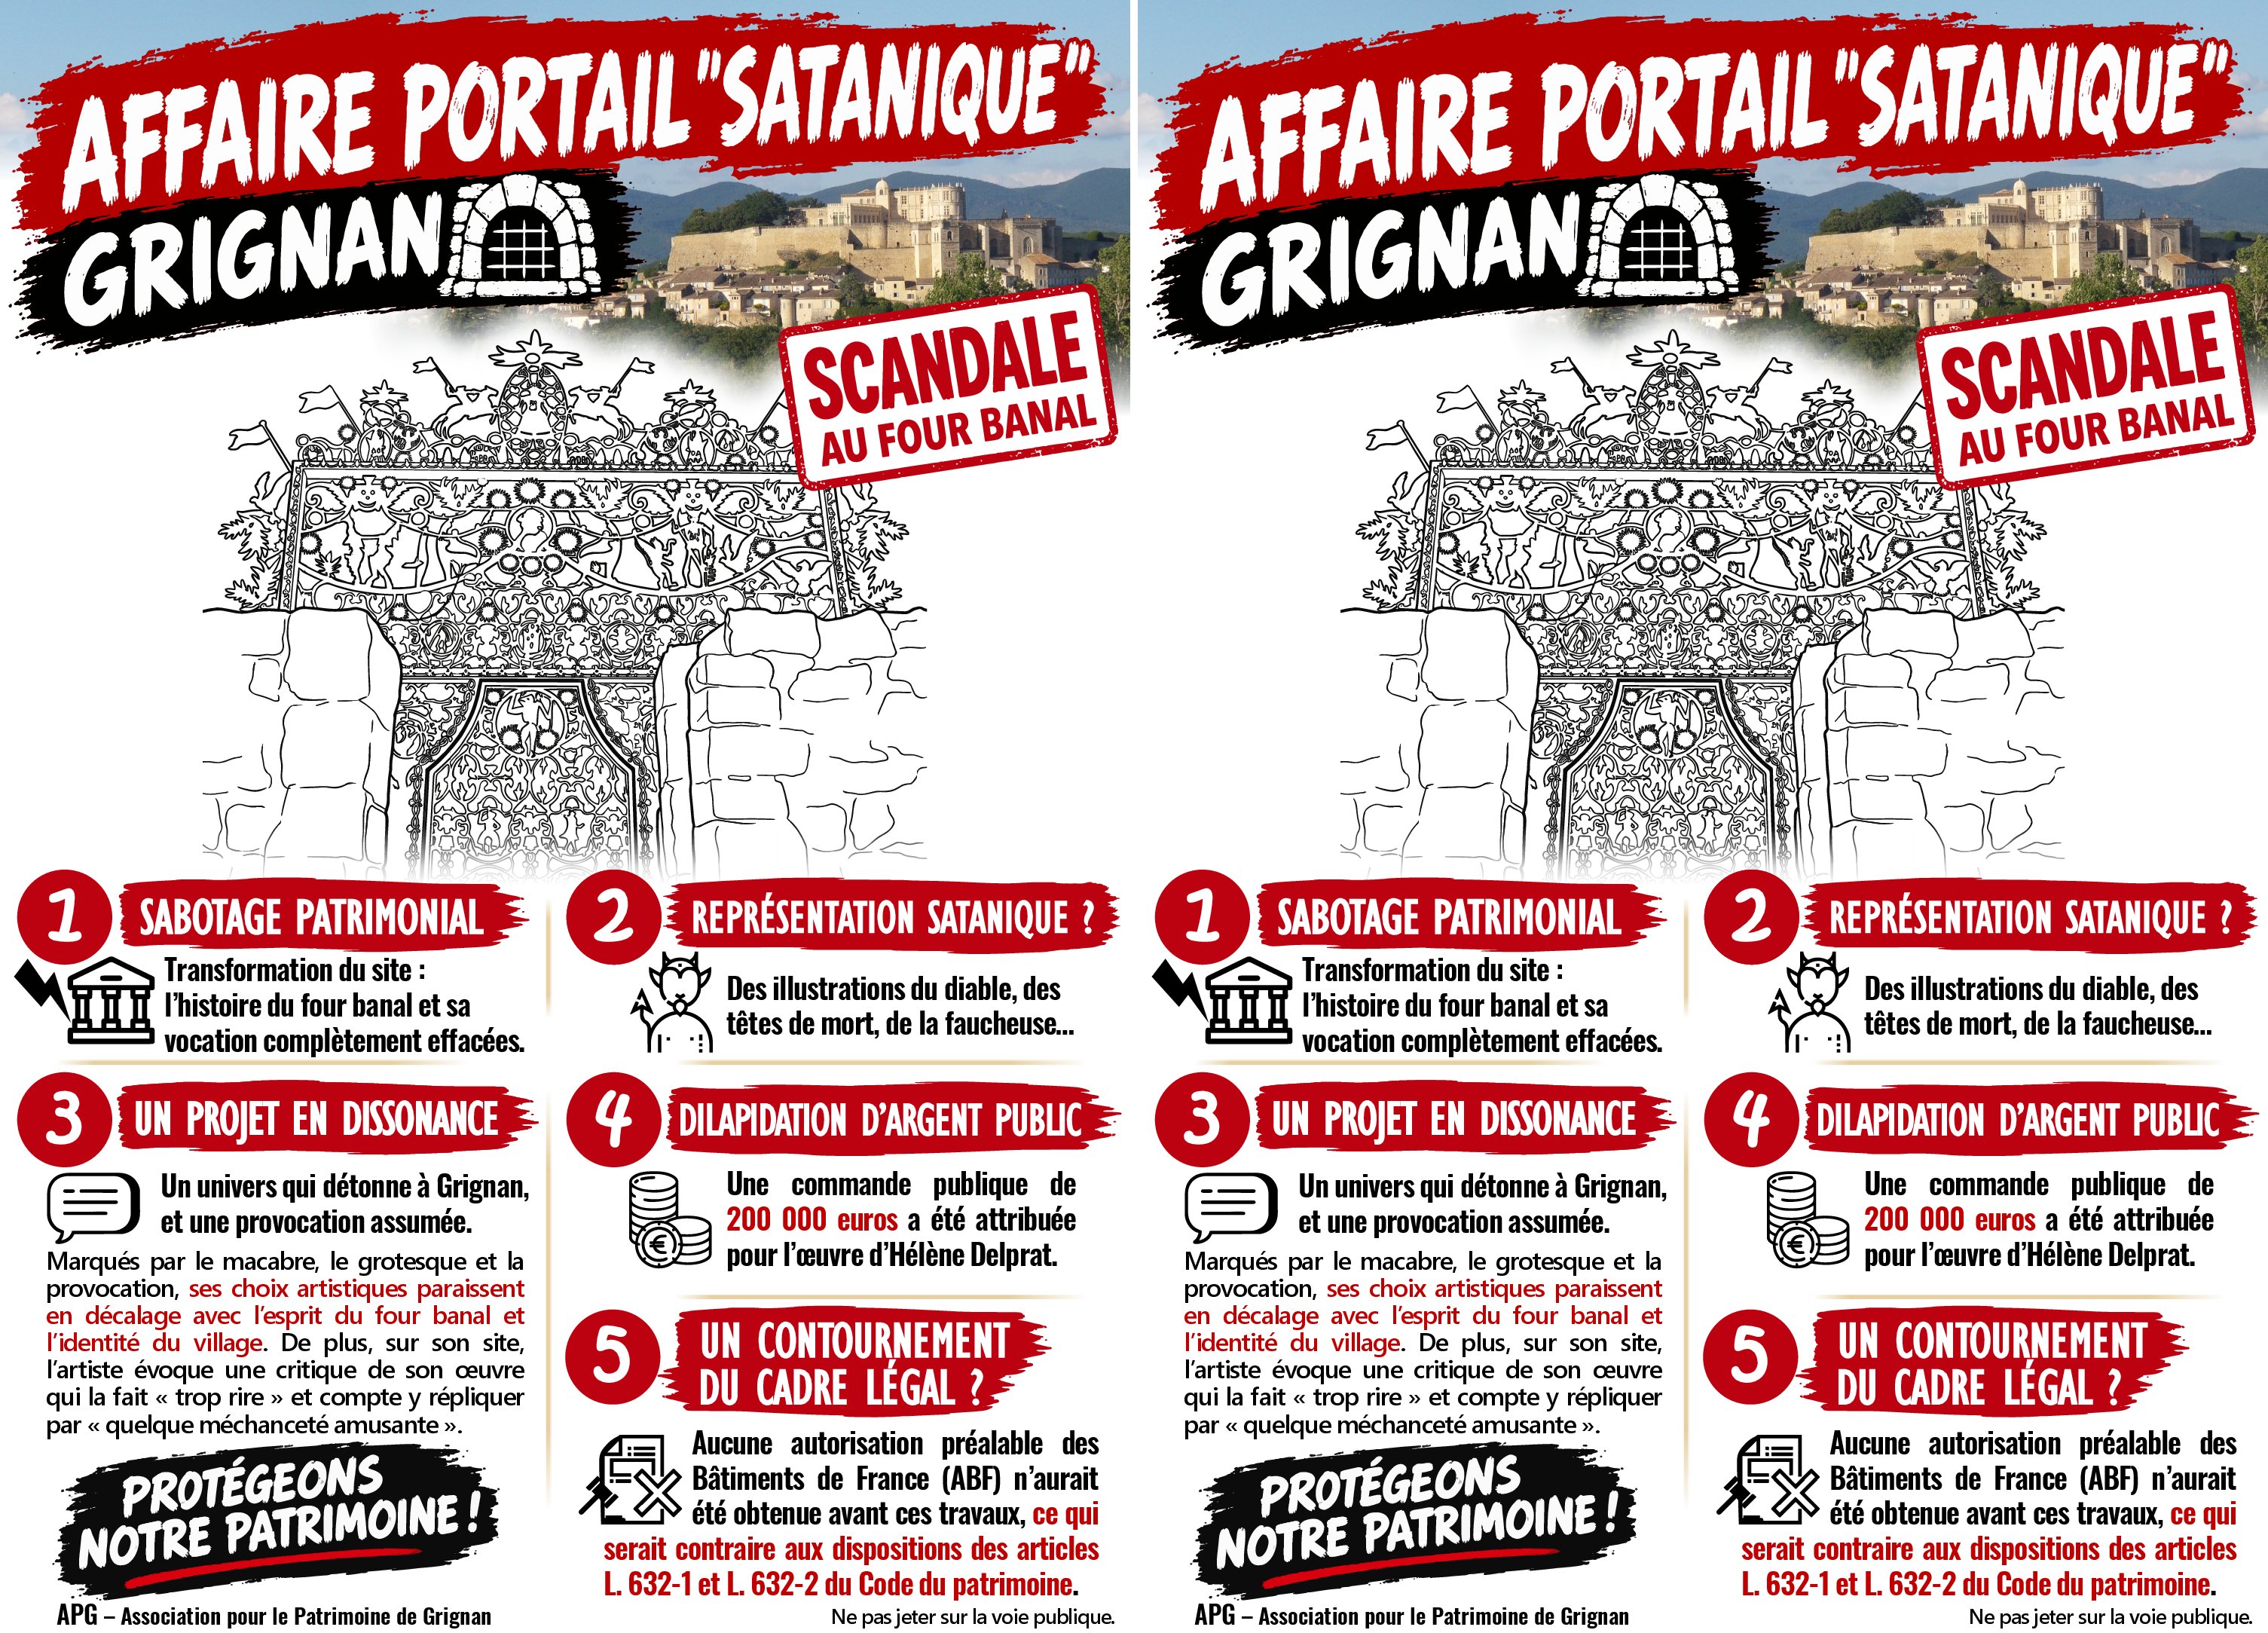 AFFAIRE PORTAIL "SATANIQUE"
GRIGNAN
SCANDALE
AU FOUR BANAL
1
SABOTAGE PATRIMONIAL
Transformation du site :
l'histoire du four banal et sa
vocation complètement effacées.
2
REPRÉSENTATION SATANIQUE ?
Des illustrations du diable, des
têtes de mort, de la faucheuse...
3
UN PROJET EN DISSONANCE
Un univers qui détonne à Grignan,
et une provocation assumée.
Marqués par le macabre, le grotesque et la
provocation, ses choix artistiques paraissent
en décalage avec l'esprit du four banal et
l'identité du village. De plus, sur son site,
l'artiste évoque une critique de son œuvre
qui la fait « trop rire » et compte y répliquer
par « quelque méchanceté amusante ».
4
DILAPIDATION D'ARGENT PUBLIC
Une commande publique de
200 000 euros a été attribuée
pour l'œuvre d'Hélène Delprat.
5
UN CONTOURNEMENT
DU CADRE LÉGAL ?
Aucune autorisation préalable des
Bâtiments de France (ABF) n'aurait
été obtenue avant ces travaux, ce qui
serait contraire aux dispositions des articles
L. 632-1 et L. 632-2 du Code du patrimoine.
PROTÉGEONS
NOTRE PATRIMOINE !
APG – Association pour le Patrimoine de Grignan
Ne pas jeter sur la voie publique.
AFFAIRE PORTAIL "SATANIQUE"
GRIGNAN
SCANDALE
AU FOUR BANAL
1
SABOTAGE PATRIMONIAL
Transformation du site :
l'histoire du four banal et sa
vocation complètement effacées.
2
REPRÉSENTATION SATANIQUE ?
Des illustrations du diable, des
têtes de mort, de la faucheuse...
3
UN PROJET EN DISSONANCE
Un univers qui détonne à Grignan,
et une provocation assumée.
Marqués par le macabre, le grotesque et la
provocation, ses choix artistiques paraissent
en décalage avec l'esprit du four banal et
l'identité du village. De plus, sur son site,
l'artiste évoque une critique de son œuvre
qui la fait « trop rire » et compte y répliquer
par « quelque méchanceté amusante ».
4
DILAPIDATION D'ARGENT PUBLIC
Une commande publique de
200 000 euros a été attribuée
pour l'œuvre d'Hélène Delprat.
5
UN CONTOURNEMENT
DU CADRE LÉGAL ?
Aucune autorisation préalable des
Bâtiments de France (ABF) n'aurait
été obtenue avant ces travaux, ce qui
serait contraire aux dispositions des articles
L. 632-1 et L. 632-2 du Code du patrimoine.
PROTÉGEONS
NOTRE PATRIMOINE !
APG – Association pour le Patrimoine de Grignan
Ne pas jeter sur la voie publique.